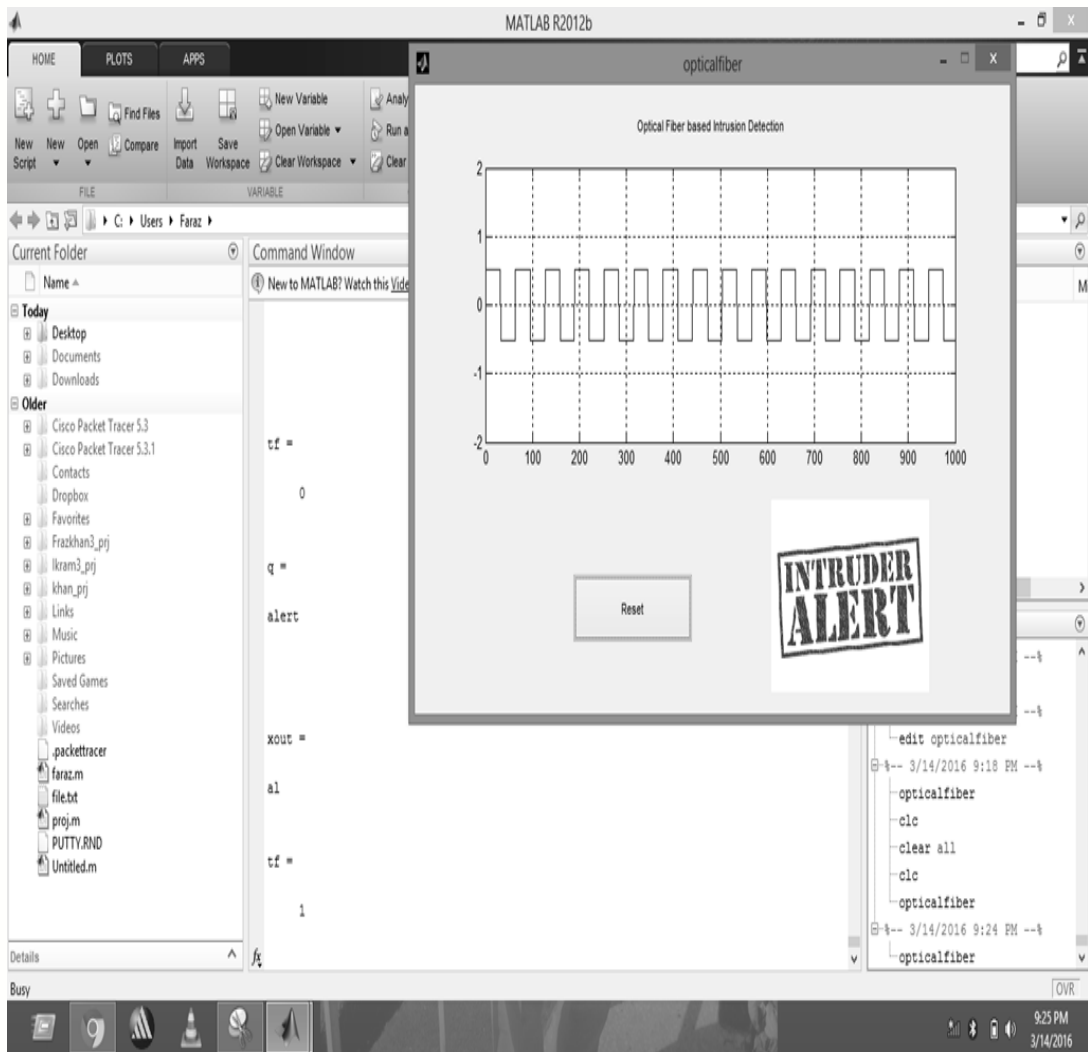 MATLAB R2012b
HOME PLOTS APPS
New Script
New
Open
Find Files
Compare
Import Data
Save Workspace
New Variable
Open Variable
Clear Workspace
Analy
Run a
Clear
FILE VARIABLE
C: Users Faraz
Current Folder
Name
Today
Desktop
Documents
Downloads
Older
Cisco Packet Tracer 5.3
Cisco Packet Tracer 5.3.1
Contacts
Dropbox
Favorites
Frazkhan3_prj
Ikram3_prj
khan_prj
Links
Music
Pictures
Saved Games
Searches
Videos
.packettracer
faraz.m
file.txt
proj.m
PUTTY.RND
Untitled.m
Details
Busy
Command Window
New to MATLAB? Watch this Vide
tf =
0
q =
alert
xout =
al
tf =
1
fx
opticalfiber
Optical Fiber based Intrusion Detection
2
1
0
-1
-2
0 100 200 300 400 500 600 700 800 900 1000
Reset
INTRUDER
ALERT
M
M --%
M --%
edit opticalfiber
%-- 3/14/2016 9:18 PM --%
opticalfiber
clc
clear all
clc
opticalfiber
%-- 3/14/2016 9:24 PM --%
opticalfiber
OVR
9:25 PM
3/14/2016